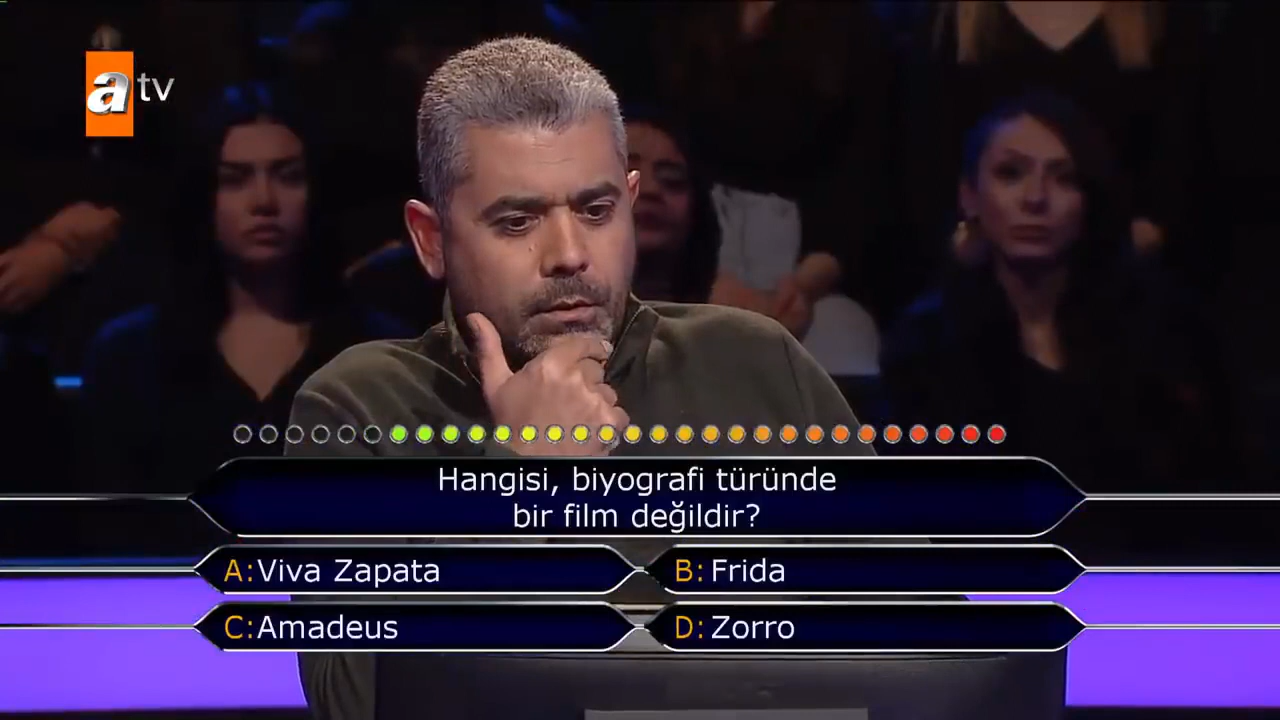 atv
Hangisi, biyografi türünde
bir film değildir?
A:Viva Zapata
B: Frida
C:Amadeus
D: Zorro